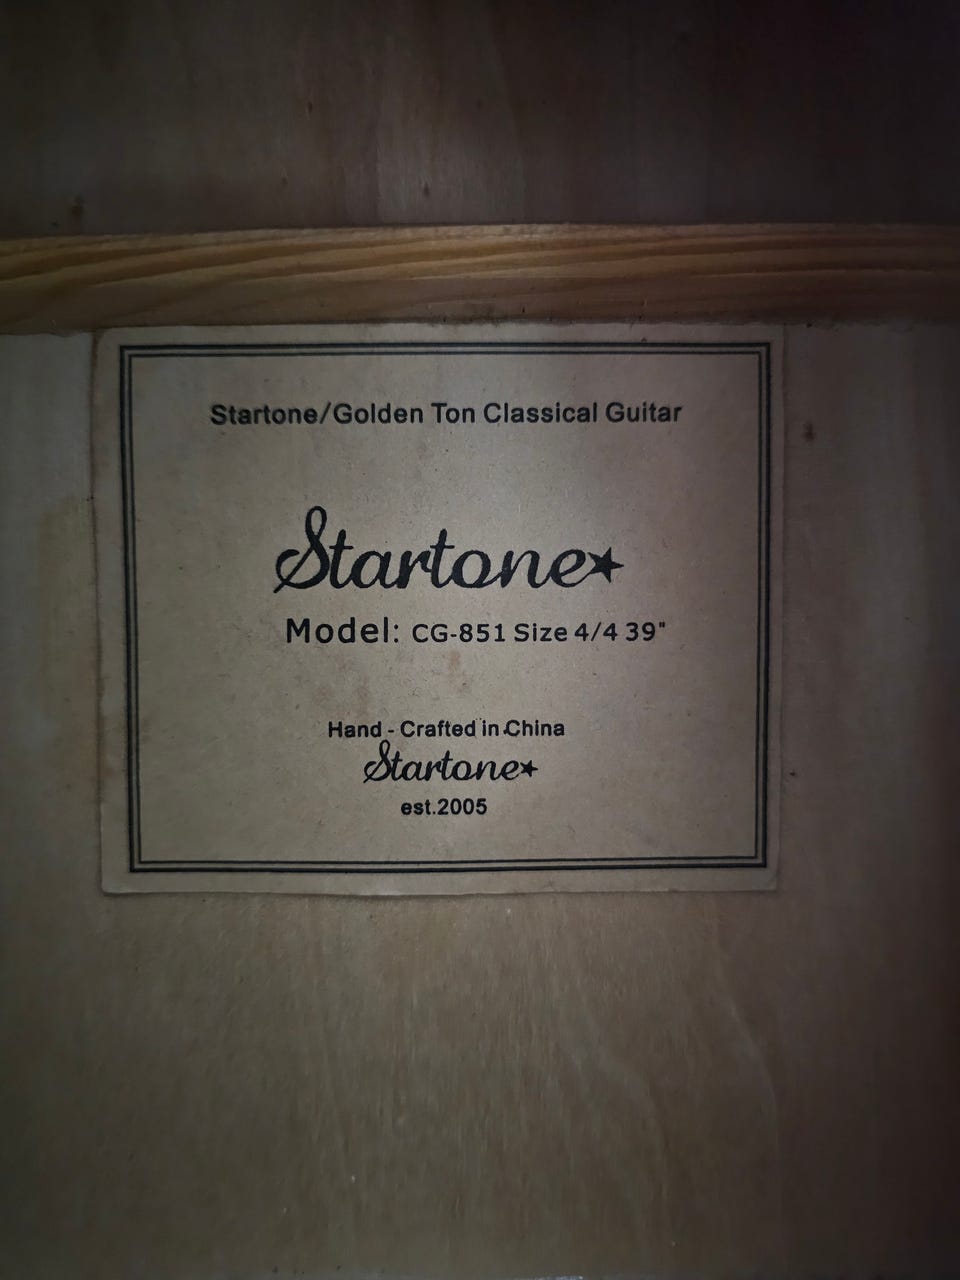 Startone/Golden Ton Classical Guitar
Startone
Model: CG-851 Size 4/4 39"
Hand - Crafted in China
Startone
est.2005